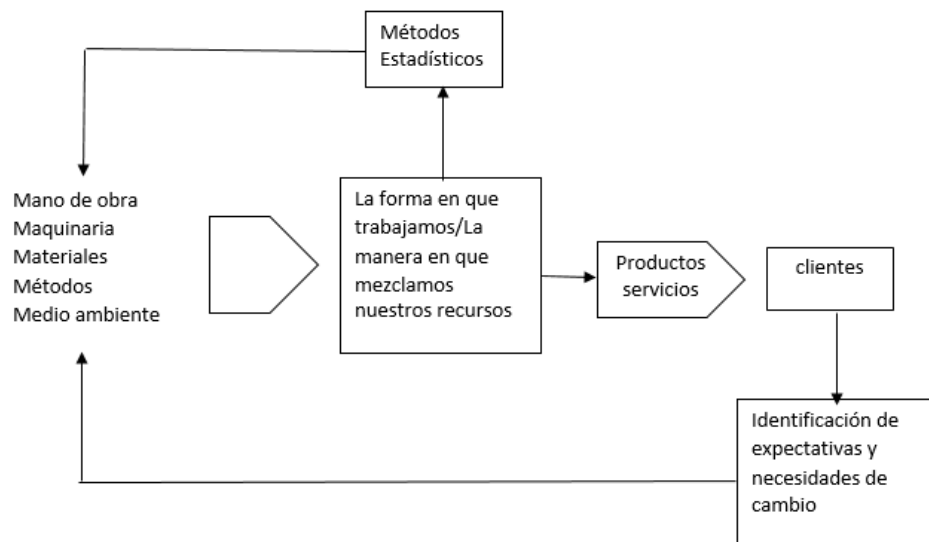 Métodos
Estadísticos
Mano de obra
Maquinaria
Materiales
Métodos
Medio ambiente
La forma en que
trabajamos/La
manera en que
mezclamos
nuestros recursos
Productos
servicios
clientes
Identificación de
expectativas y
necesidades de
cambio